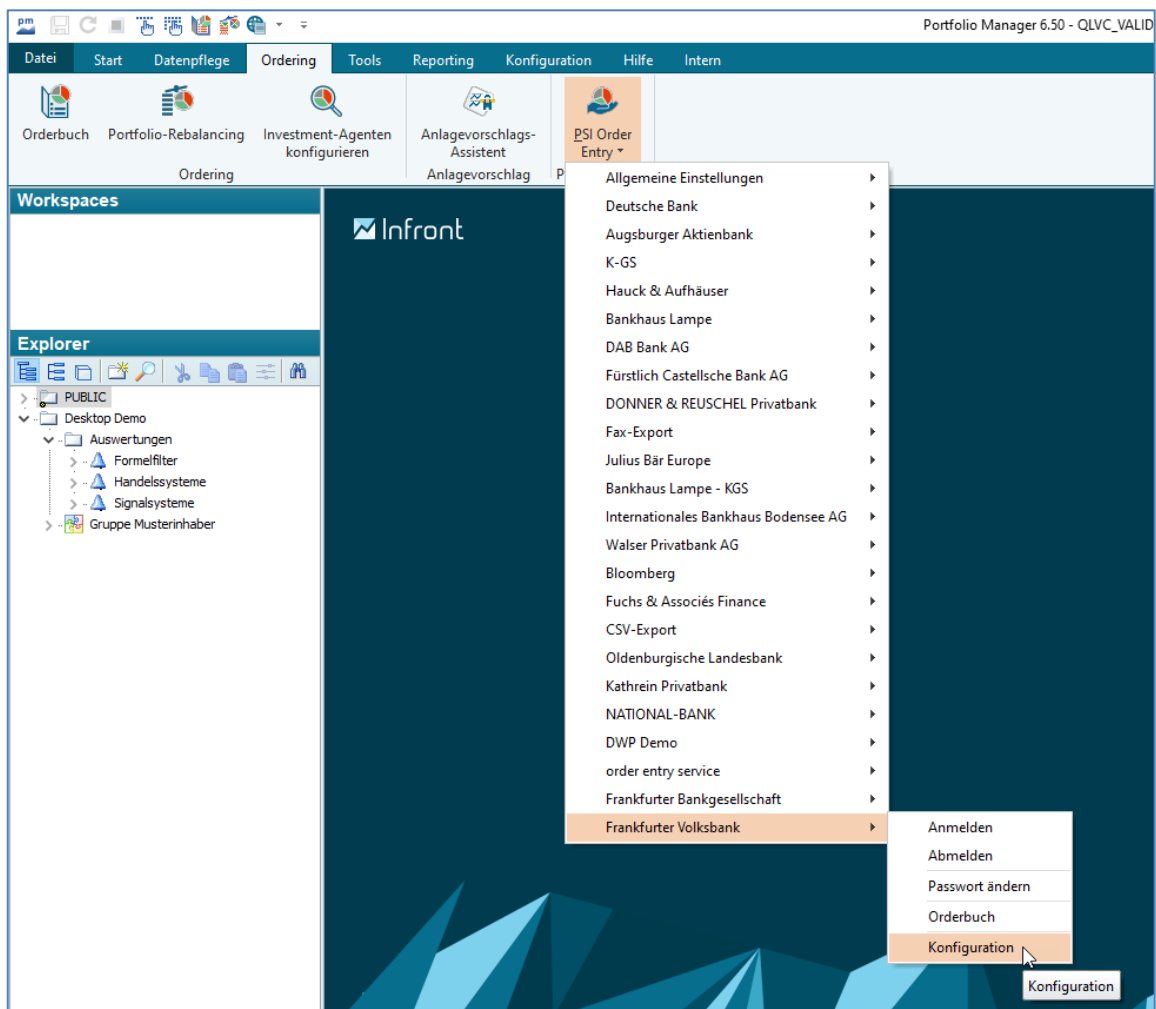 pm
Portfolio Manager 6.50 - QLVC_VALID
Datei Start Datenpflege Ordering Tools Reporting Konfiguration Hilfe Intern
Orderbuch Portfolio-Rebalancing Investment-Agenten konfigurieren Anlagevorschlags-Assistent PSI Order Entry
Ordering Anlagevorschlag P
Workspaces
Infront
Explorer
PUBLIC
Desktop Demo
Auswertungen
Formelfilter
Handelssysteme
Signalsysteme
Gruppe Musterinhaber
Allgemeine Einstellungen
Deutsche Bank
Augsburger Aktienbank
K-GS
Hauck & Aufhäuser
Bankhaus Lampe
DAB Bank AG
Fürstlich Castellsche Bank AG
DONNER & REUSCHEL Privatbank
Fax-Export
Julius Bär Europe
Bankhaus Lampe - KGS
Internationales Bankhaus Bodensee AG
Walser Privatbank AG
Bloomberg
Fuchs & Associés Finance
CSV-Export
Oldenburgische Landesbank
Kathrein Privatbank
NATIONAL-BANK
DWP Demo
order entry service
Frankfurter Bankgesellschaft
Frankfurter Volksbank
Anmelden
Abmelden
Passwort ändern
Orderbuch
Konfiguration
Konfiguration